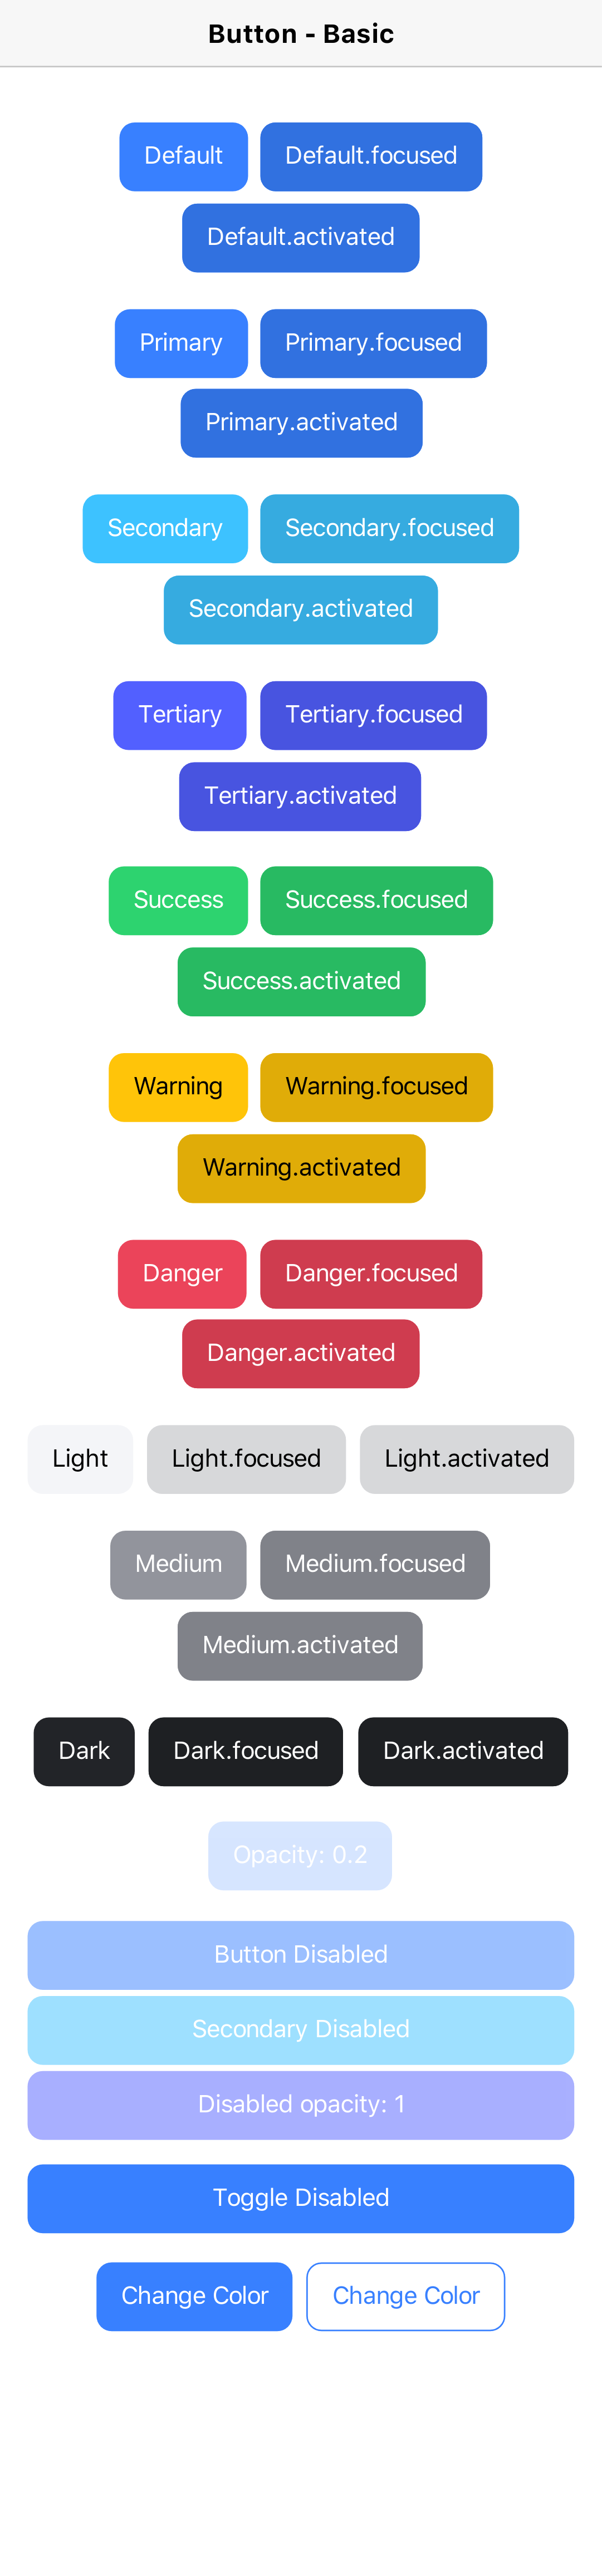 Button - Basic
Default Default.focused
Default.activated
Primary Primary.focused
Primary.activated
Secondary Secondary.focused
Secondary.activated
Tertiary Tertiary.focused
Tertiary.activated
Success Success.focused
Success.activated
Warning Warning.focused
Warning.activated
Danger Danger.focused
Danger.activated
Light Light.focused Light.activated
Medium Medium.focused
Medium.activated
Dark Dark.focused Dark.activated
Opacity: 0.2
Button Disabled
Secondary Disabled
Disabled opacity: 1
Toggle Disabled
Change Color Change Color